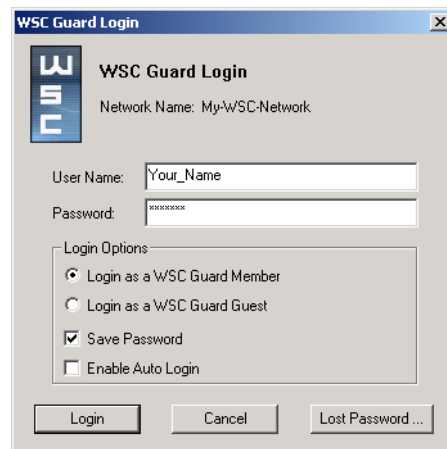 WSC Guard Login
WSC
WSC Guard Login
Network Name: My-WSC-Network
User Name: Your_Name
Password: *******
Login Options
Login as a WSC Guard Member
Login as a WSC Guard Guest
Save Password
Enable Auto Login
Login Cancel Lost Password ...